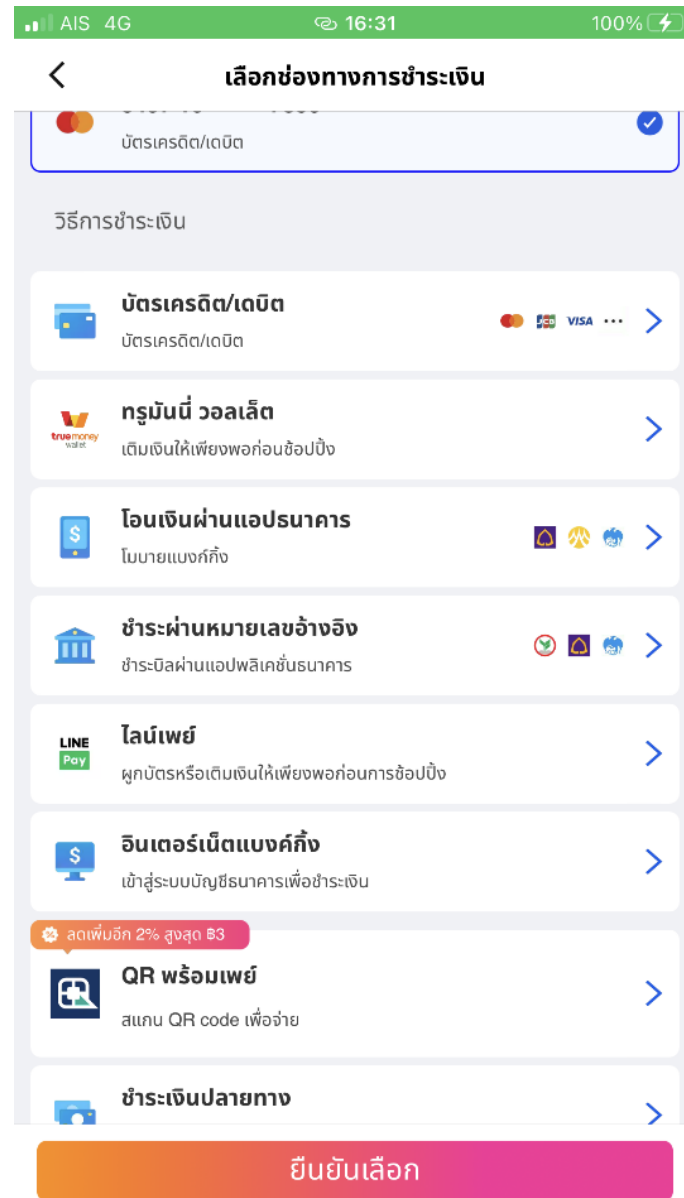 AIS 4G 16:31 100%
เลือกช่องทางการชำระเงิน
บัตรเครดิต/เดบิต
วิธีการชำระเงิน
บัตรเครดิต/เดบิต
VISA ...
บัตรเครดิต/เดบิต
ทรูมันนี่ วอลเล็ต
truemoney
wallet
เติมเงินให้เพียงพอก่อนช้อปปิ้ง
โอนเงินผ่านแอปธนาคาร
โมบายแบงก์กิ้ง
ชำระผ่านหมายเลขอ้างอิง
ชำระบิลผ่านแอปพลิเคชั่นธนาคาร
ไลน์เพย์
LINE
Pay
ผูกบัตรหรือเติมเงินให้เพียงพอก่อนการช้อปปิ้ง
อินเตอร์เน็ตแบงค์กิ้ง
เข้าสู่ระบบบัญชีธนาคารเพื่อชำระเงิน
ลดเพิ่มอีก 2% สูงสุด ฿3
QR พร้อมเพย์
สแกน QR code เพื่อจ่าย
ชำระเงินปลายทาง
ยืนยันเลือก